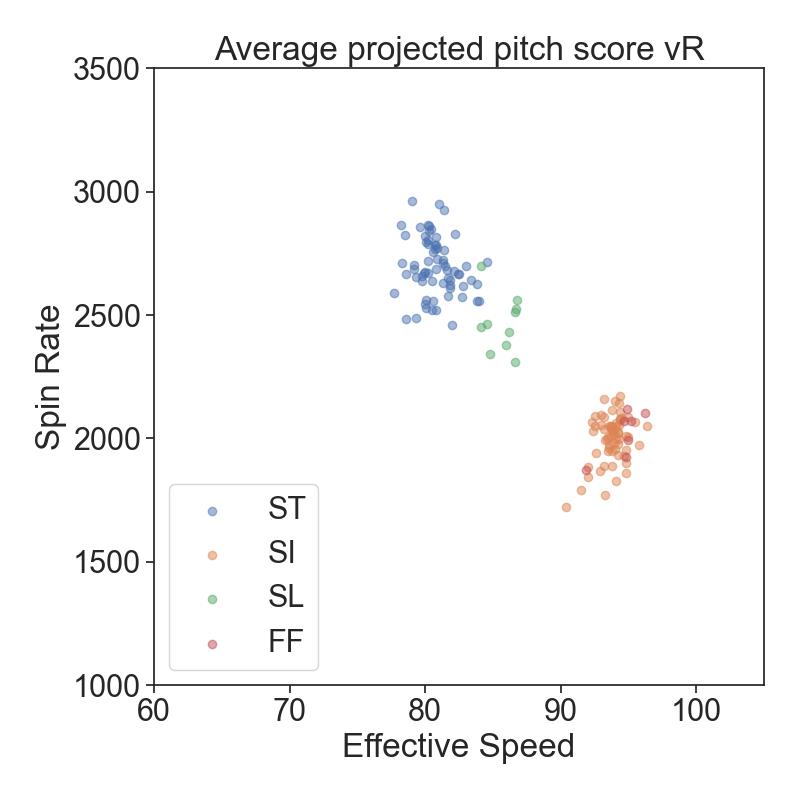 Average projected pitch score vR
3500
3000
2500
2000
1500
1000
Spin Rate
ST
SI
SL
FF
60
70
80
90
100
Effective Speed